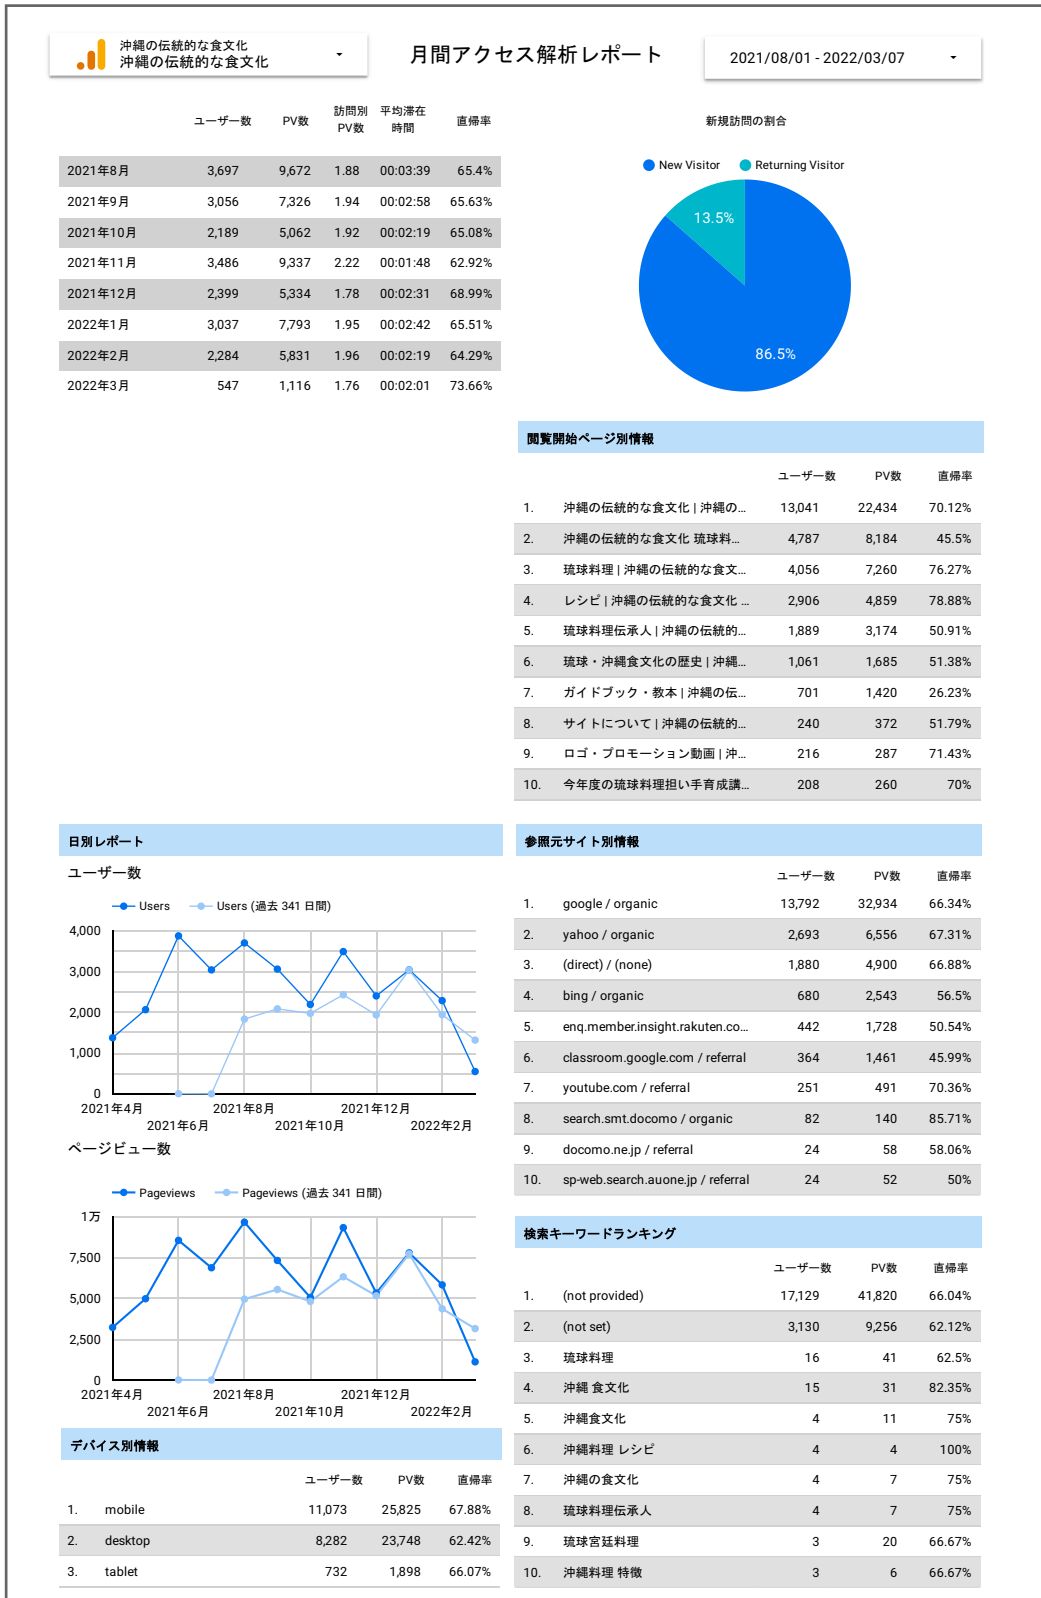 沖縄の伝統的な食文化
沖縄の伝統的な食文化
月間アクセス解析レポート
2021/08/01 - 2022/03/07
ユーザー数 PV数 訪問別PV数 平均滞在時間 直帰率
2021年8月 3,697 9,672 1.88 00:03:39 65.4%
2021年9月 3,056 7,326 1.94 00:02:58 65.63%
2021年10月 2,189 5,062 1.92 00:02:19 65.08%
2021年11月 3,486 9,337 2.22 00:01:48 62.92%
2021年12月 2,399 5,334 1.78 00:02:31 68.99%
2022年1月 3,037 7,793 1.95 00:02:42 65.51%
2022年2月 2,284 5,831 1.96 00:02:19 64.29%
2022年3月 547 1,116 1.76 00:02:01 73.66%
新規訪問の割合
New Visitor Returning Visitor
13.5%
86.5%
閲覧開始ページ別情報
ユーザー数 PV数 直帰率
1. 沖縄の伝統的な食文化 | 沖縄の... 13,041 22,434 70.12%
2. 沖縄の伝統的な食文化 琉球料... 4,787 8,184 45.5%
3. 琉球料理 | 沖縄の伝統的な食文... 4,056 7,260 76.27%
4. レシピ | 沖縄の伝統的な食文化 ... 2,906 4,859 78.88%
5. 琉球料理伝承人 | 沖縄の伝統的... 1,889 3,174 50.91%
6. 琉球・沖縄食文化の歴史 | 沖縄... 1,061 1,685 51.38%
7. ガイドブック・教本 | 沖縄の伝... 701 1,420 26.23%
8. サイトについて | 沖縄の伝統的... 240 372 51.79%
9. ロゴ・プロモーション動画 | 沖... 216 287 71.43%
10. 今年度の琉球料理担い手育成講... 208 260 70%
日別レポート
ユーザー数
Users Users (過去 341 日間)
4,000
3,000
2,000
1,000
0
2021年4月 2021年6月 2021年8月 2021年10月 2021年12月 2022年2月
ページビュー数
Pageviews Pageviews (過去 341 日間)
1万
7,500
5,000
2,500
0
2021年4月 2021年6月 2021年8月 2021年10月 2021年12月 2022年2月
デバイス別情報
ユーザー数 PV数 直帰率
1. mobile 11,073 25,825 67.88%
2. desktop 8,282 23,748 62.42%
3. tablet 732 1,898 66.07%
参照元サイト別情報
ユーザー数 PV数 直帰率
1. google / organic 13,792 32,934 66.34%
2. yahoo / organic 2,693 6,556 67.31%
3. (direct) / (none) 1,880 4,900 66.88%
4. bing / organic 680 2,543 56.5%
5. enq.member.insight.rakuten.co... 442 1,728 50.54%
6. classroom.google.com / referral 364 1,461 45.99%
7. youtube.com / referral 251 491 70.36%
8. search.smt.docomo / organic 82 140 85.71%
9. docomo.ne.jp / referral 24 58 58.06%
10. sp-web.search.auone.jp / referral 24 52 50%
検索キーワードランキング
ユーザー数 PV数 直帰率
1. (not provided) 17,129 41,820 66.04%
2. (not set) 3,130 9,256 62.12%
3. 琉球料理 16 41 62.5%
4. 沖縄 食文化 15 31 82.35%
5. 沖縄食文化 4 11 75%
6. 沖縄料理 レシピ 4 4 100%
7. 沖縄の食文化 4 7 75%
8. 琉球料理伝承人 4 7 75%
9. 琉球宮廷料理 3 20 66.67%
10. 沖縄料理 特徴 3 6 66.67%